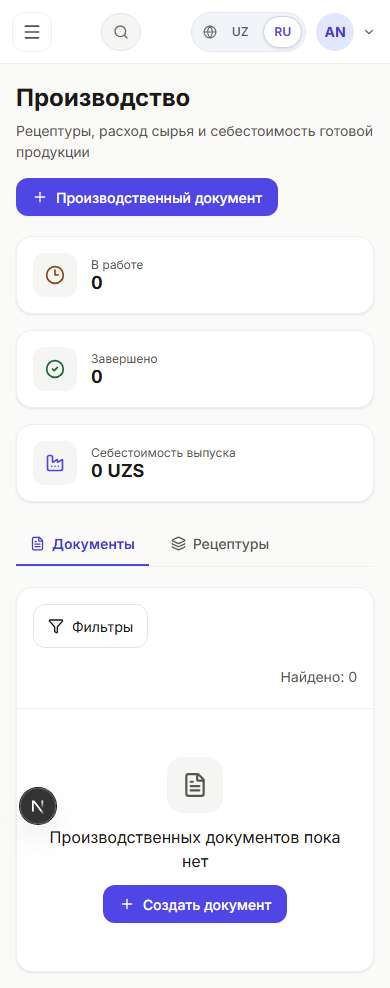 UZ
RU
AN
Производство
Рецептуры, расход сырья и себестоимость готовой
продукции
+ Производственный документ
В работе
0
Завершено
0
Себестоимость выпуска
0 UZS
Документы
Рецептуры
Фильтры
Найдено: 0
N
Производственных документов пока
нет
+ Создать документ